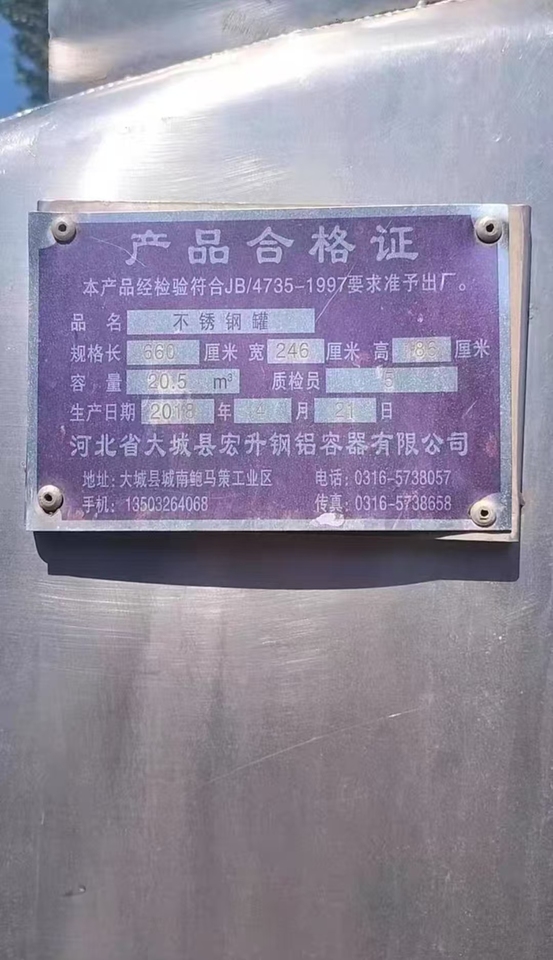 产品合格证
本产品经检验符合JB/4735-1997要求准予出厂。
品名 不锈钢罐
规格长 660 厘米 宽 246 厘米 高 186 厘米
容量 20.5 m³ 质检员 5
生产日期 2018 年 4 月 21 日
河北省大城县宏升钢铝容器有限公司
地址：大城县城南鲍马策工业区 电话：0316-5738057
手机：13503264068 传真：0316-5738658